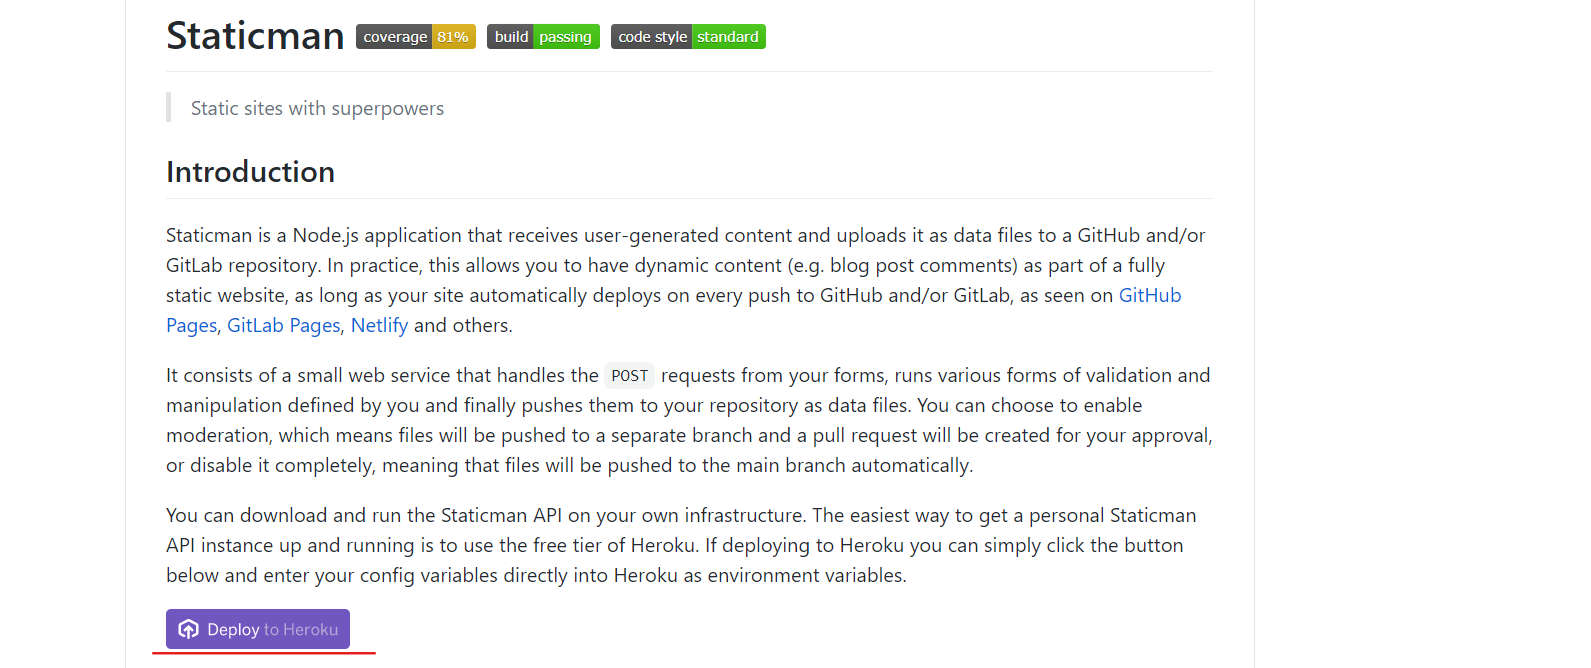 Staticman coverage 81% build passing code style standard
Static sites with superpowers
Introduction
Staticman is a Node.js application that receives user-generated content and uploads it as data files to a GitHub and/or
GitLab repository. In practice, this allows you to have dynamic content (e.g. blog post comments) as part of a fully
static website, as long as your site automatically deploys on every push to GitHub and/or GitLab, as seen on GitHub
Pages, GitLab Pages, Netlify and others.
It consists of a small web service that handles the POST requests from your forms, runs various forms of validation and
manipulation defined by you and finally pushes them to your repository as data files. You can choose to enable
moderation, which means files will be pushed to a separate branch and a pull request will be created for your approval,
or disable it completely, meaning that files will be pushed to the main branch automatically.
You can download and run the Staticman API on your own infrastructure. The easiest way to get a personal Staticman
API instance up and running is to use the free tier of Heroku. If deploying to Heroku you can simply click the button
below and enter your config variables directly into Heroku as environment variables.
Deploy to Heroku